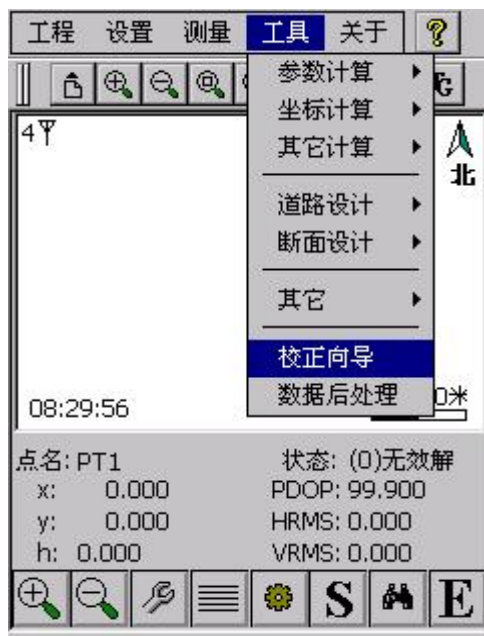 工程 设置 测量 工具 关于
参数计算
坐标计算
其它计算
道路设计
断面设计
其它
校正向导
数据后处理
G
4
北
08:29:56
0米
点名: PT1 状态: (0)无效解
x: 0.000 PDOP: 99.900
y: 0.000 HRMS: 0.000
h: 0.000 VRMS: 0.000
S E